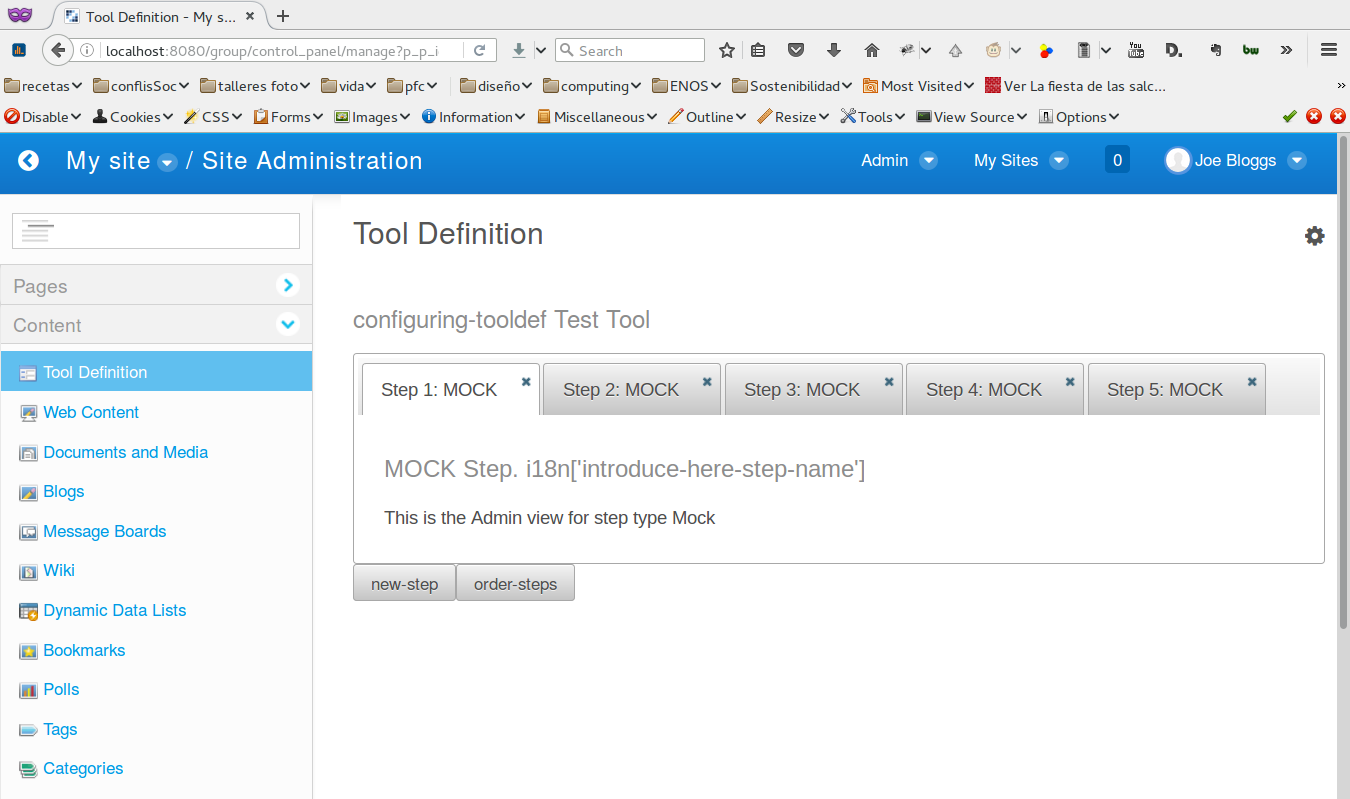 Tool Definition - My s...
localhost:8080/group/control_panel/manage?p_p_i
Search
You Tube
D.
bw
recetas conflisSoc talleres foto vida pfc diseño computing ENOS Sostenibilidad Most Visited Ver La fiesta de las salc...
Disable Cookies CSS Forms Images Information Miscellaneous Outline Resize Tools View Source Options
My site / Site Administration
Admin My Sites 0 Joe Bloggs
Tool Definition
Pages
Content
Tool Definition
Web Content
Documents and Media
Blogs
Message Boards
Wiki
Dynamic Data Lists
Bookmarks
Polls
Tags
Categories
configuring-tooldef Test Tool
Step 1: MOCK Step 2: MOCK Step 3: MOCK Step 4: MOCK Step 5: MOCK
MOCK Step. i18n['introduce-here-step-name']
This is the Admin view for step type Mock
new-step order-steps